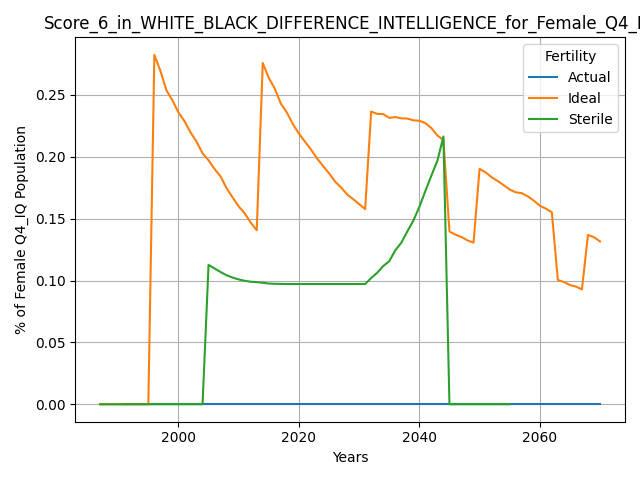 Score_6_in_WHITE_BLACK_DIFFERENCE_INTELLIGENCE_for_Female_Q4_I
Fertility
Actual
Ideal
Sterile
% of Female Q4_IQ Population
0.25
0.20
0.15
0.10
0.05
0.00
2000 2020 2040 2060
Years